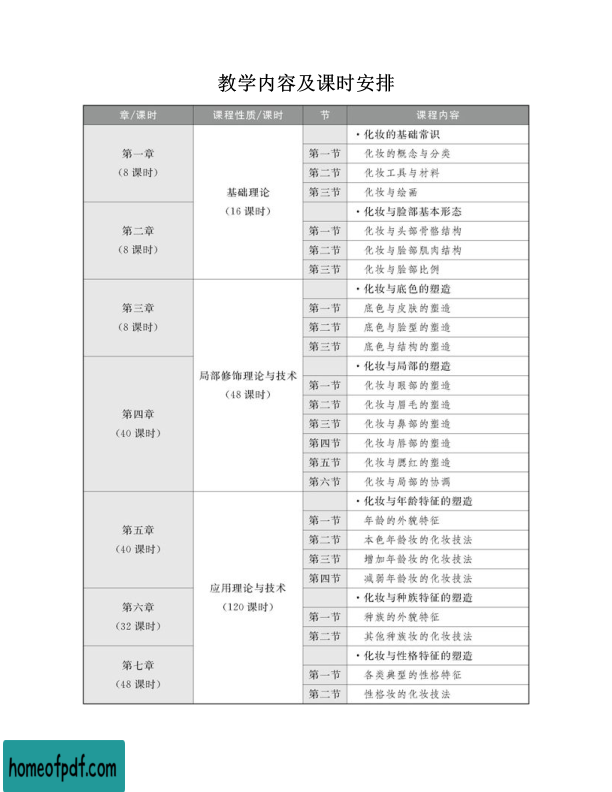 教学内容及课时安排
章/课时 课程性质/课时 节 课程内容
第一章
(8 课时)
基础理论
(16 课时)
·化妆的基础常识
第一节 化妆的概念与分类
第二节 化妆工具与材料
第三节 化妆与绘画
第二章
(8 课时)
·化妆与脸部基本形态
第一节 化妆与头部骨骼结构
第二节 化妆与脸部肌肉结构
第三节 化妆与脸部比例
第三章
(8 课时)
局部修饰理论与技术
(48 课时)
·化妆与底色的塑造
第一节 底色与皮肤的塑造
第二节 底色与脸型的塑造
第三节 底色与结构的塑造
第四章
(40 课时)
·化妆与局部的塑造
第一节 化妆与眼部的塑造
第二节 化妆与眉毛的塑造
第三节 化妆与鼻部的塑造
第四节 化妆与唇部的塑造
第五节 化妆与腮红的塑造
第六节 化妆与局部的协调
第五章
(40 课时)
应用理论与技术
(120 课时)
·化妆与年龄特征的塑造
第一节 年龄的外貌特征
第二节 本色年龄妆的化妆技法
第三节 增加年龄妆的化妆技法
第四节 减弱年龄妆的化妆技法
第六章
(32 课时)
·化妆与种族特征的塑造
第一节 种族的外貌特征
第二节 其他种族妆的化妆技法
第七章
(48 课时)
·化妆与性格特征的塑造
第一节 各类典型的性格特征
第二节 性格妆的化妆技法
homeofpdf.com